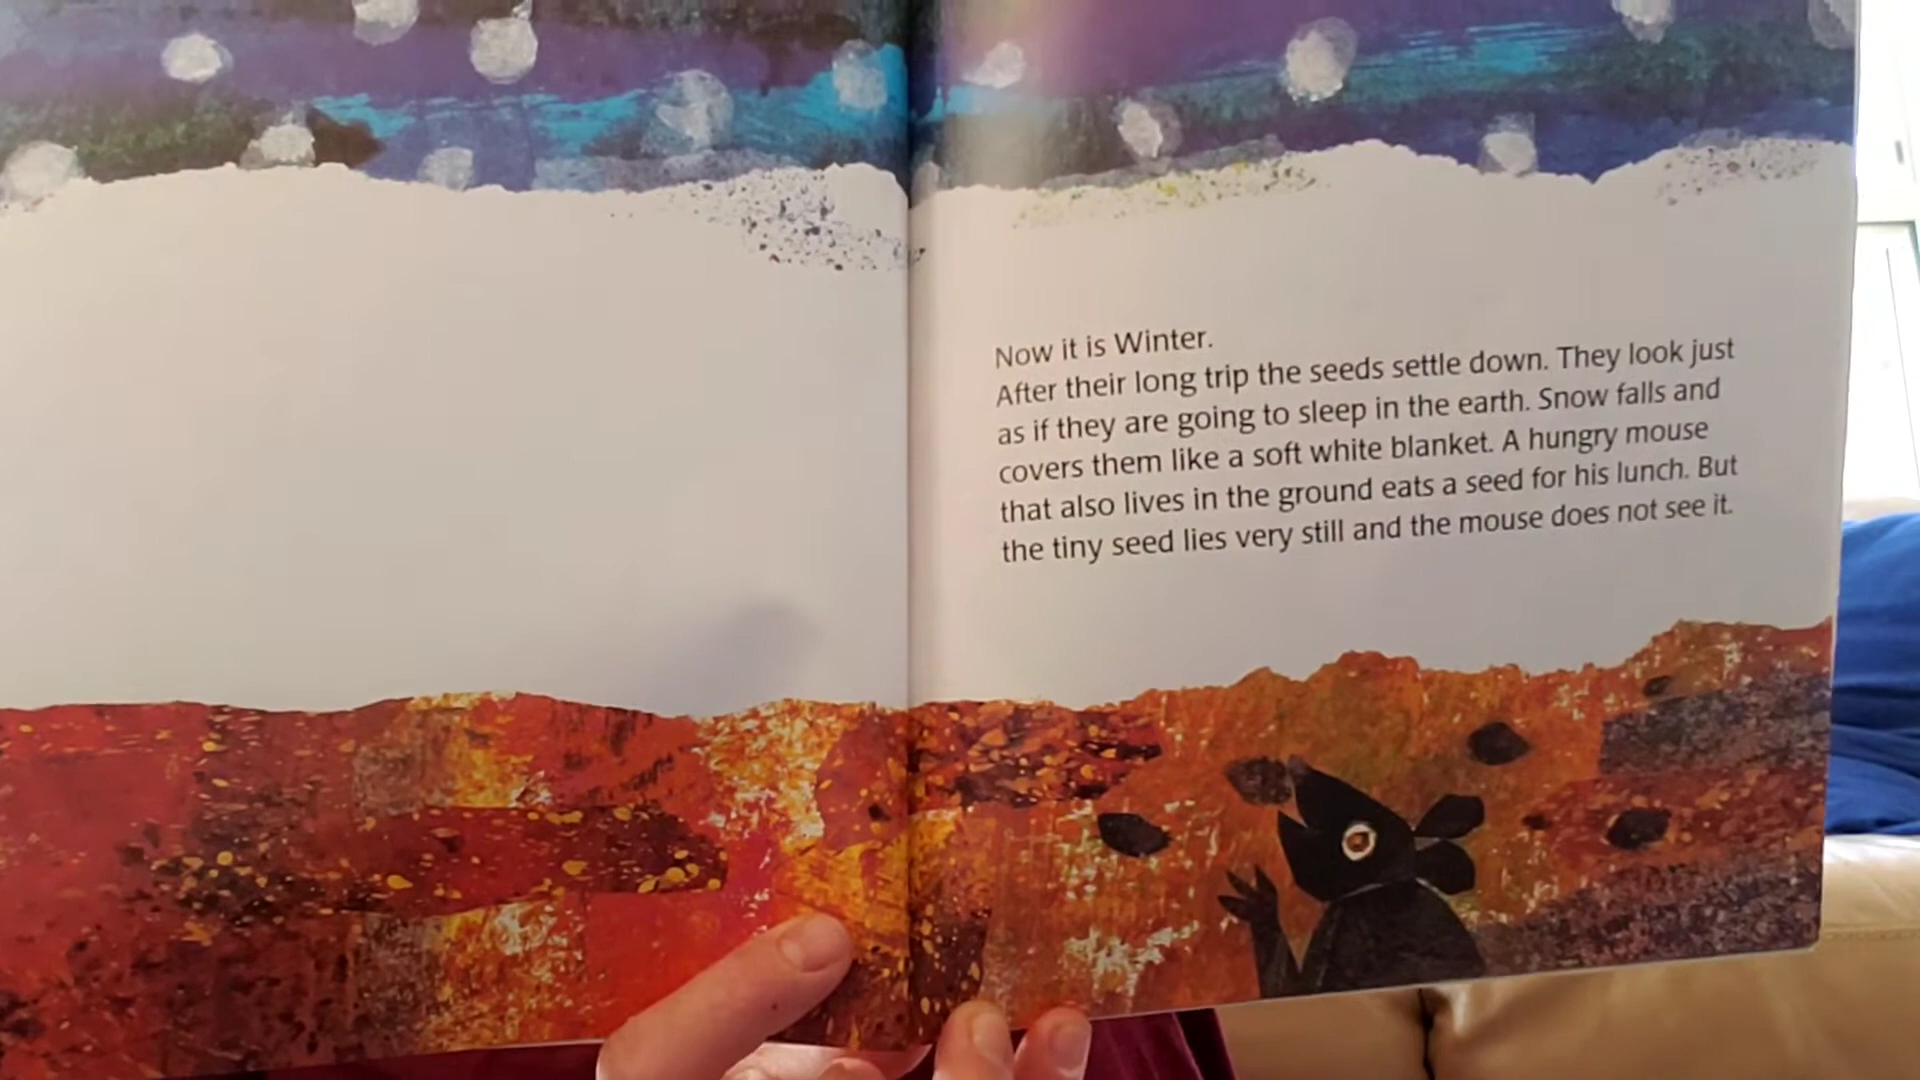 Now it is Winter.
After their long trip the seeds settle down. They look just
as if they are going to sleep in the earth. Snow falls and
covers them like a soft white blanket. A hungry mouse
that also lives in the ground eats a seed for his lunch. But
the tiny seed lies very still and the mouse does not see it.